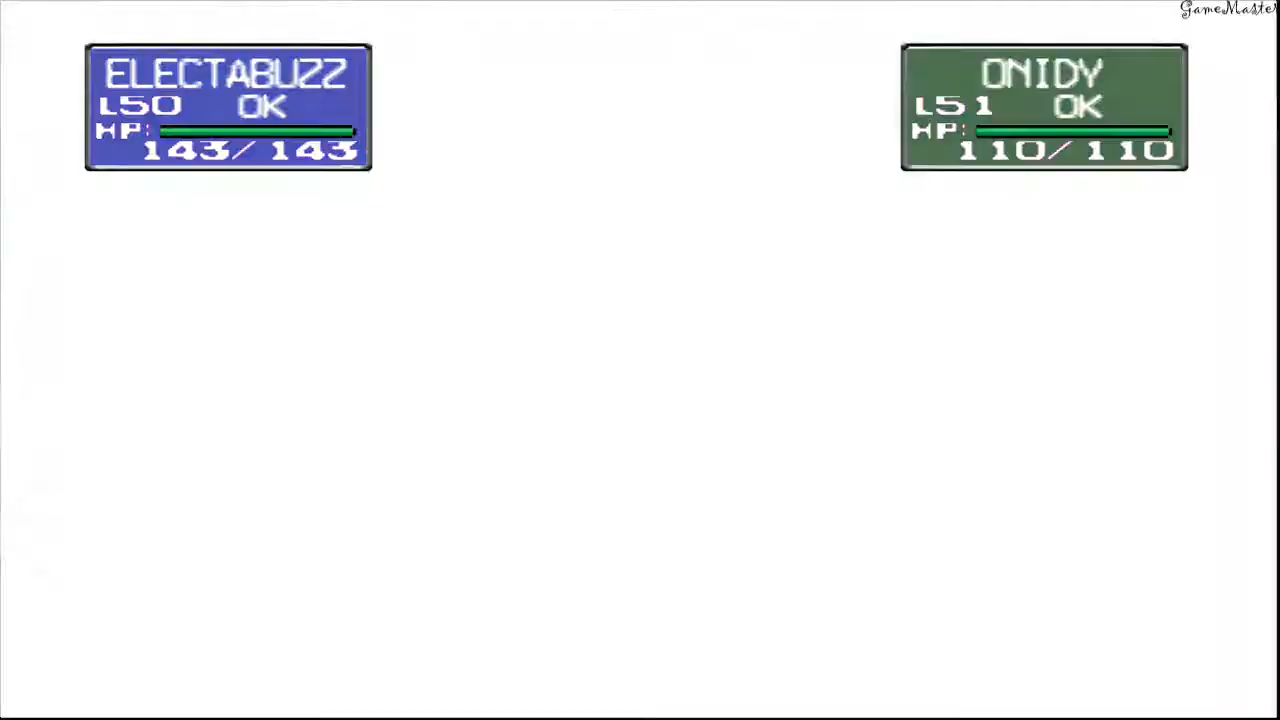 GameMaster
ELECTABUZZ
L50 OK
HP:
143/143
ONIDY
L51 OK
HP:
110/110